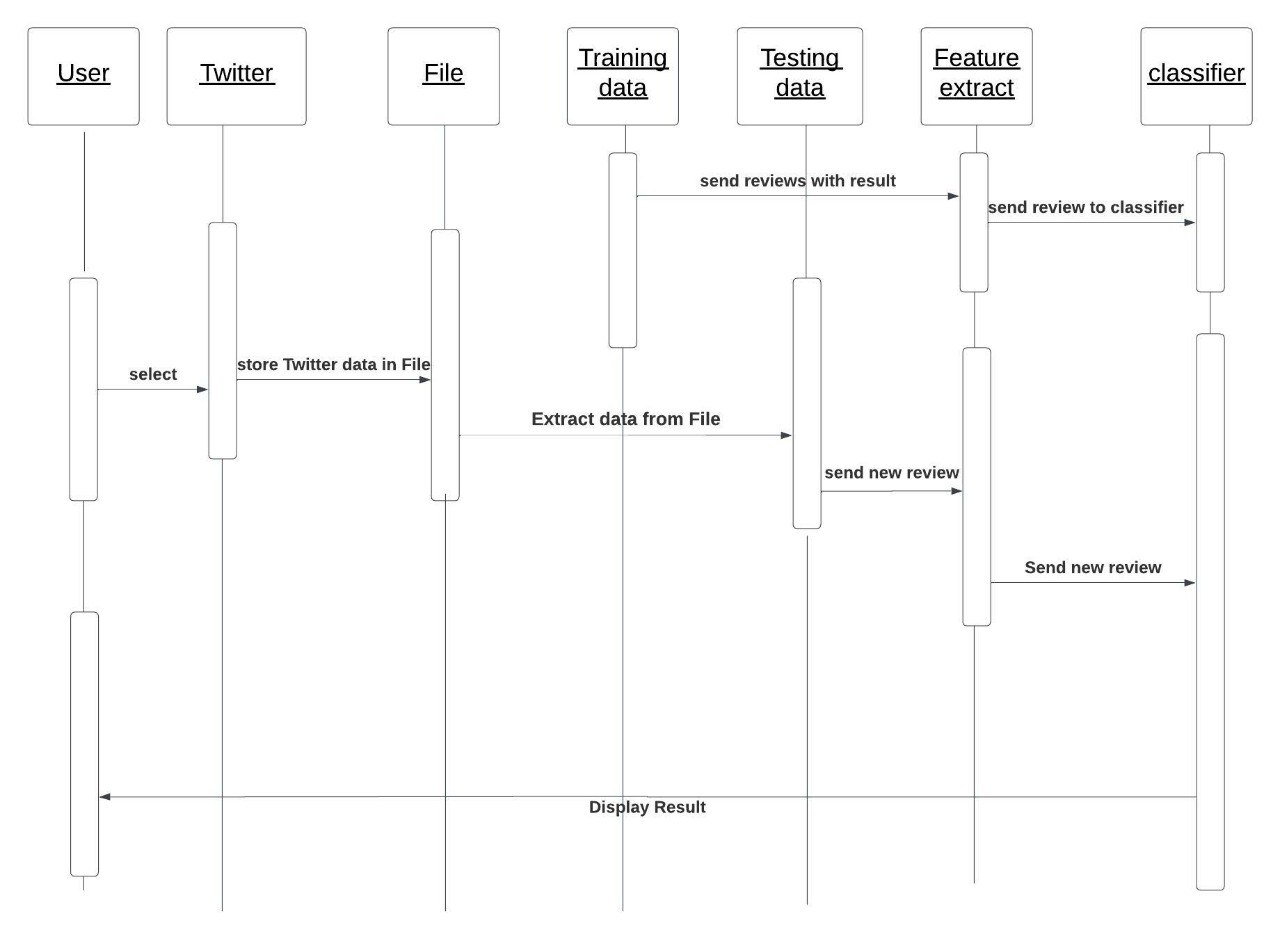 User
Twitter
File
Training
data
Testing
data
Feature
extract
classifier
send reviews with result
send review to classifier
store Twitter data in File
select
Extract data from File
send new review
Send new review
Display Result